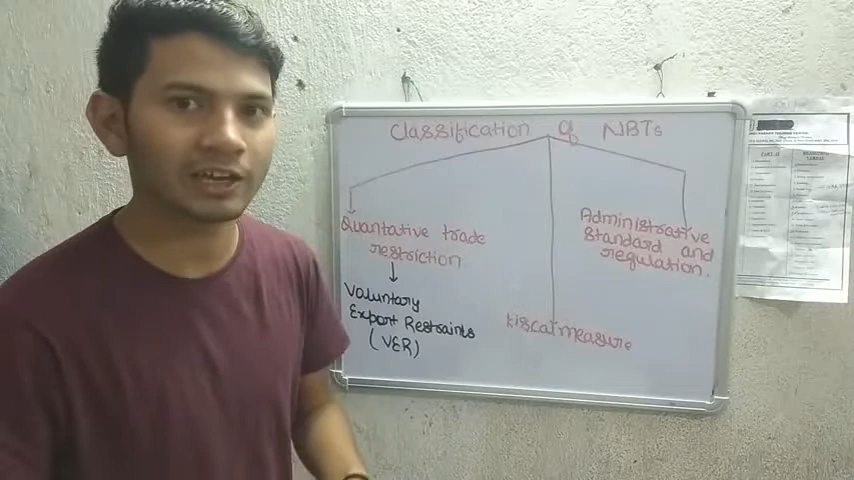 Classification of NBTs
Quantative trade
restriction
Voluntary
Export Restraints
(VER)
Administrative
Standard and
regulation.
Fiscal measure